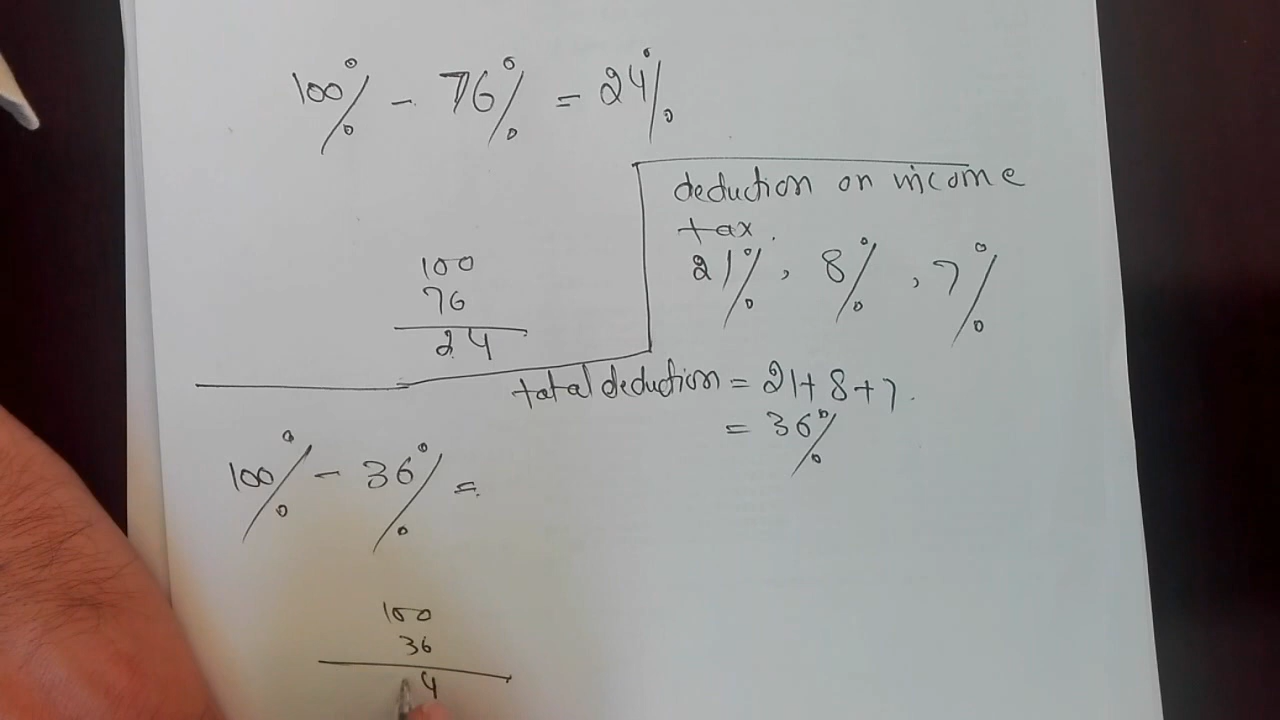 100% - 76% = 24%
100
76
24
deduction on income
tax.
21%, 8%, 7%
total deduction = 21+ 8+7.
= 36%
100% - 36% =
100
36
4